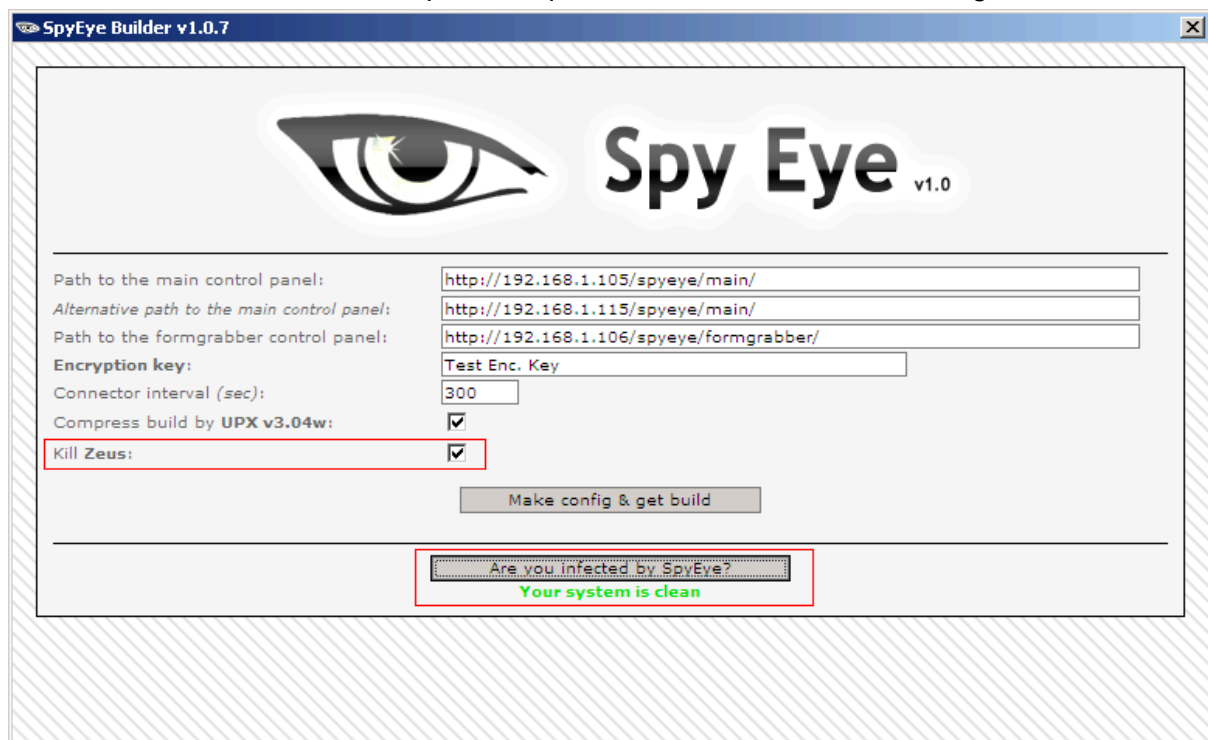 SpyEye Builder v1.0.7
Spy Eye v1.0
Path to the main control panel: http://192.168.1.105/spyeye/main/
Alternative path to the main control panel: http://192.168.1.115/spyeye/main/
Path to the formgrabber control panel: http://192.168.1.106/spyeye/formgrabber/
Encryption key: Test Enc. Key
Connector interval (sec): 300
Compress build by UPX v3.04w:
Kill Zeus:
Make config & get build
Are you infected by SpyEye?
Your system is clean